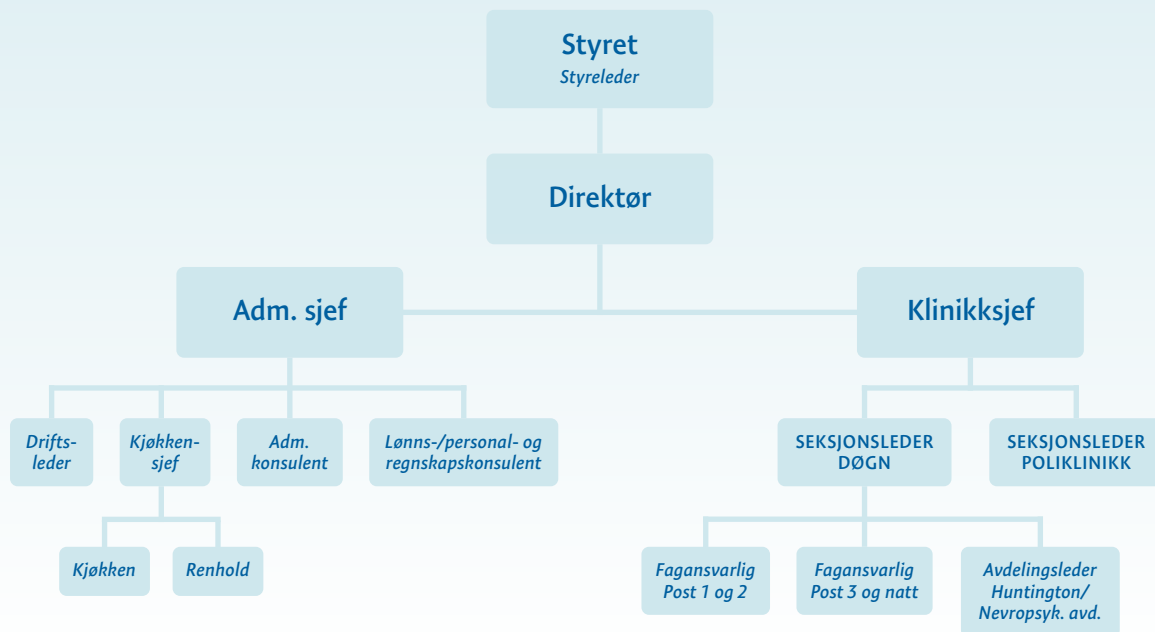 Styret
Styreleder
Direktør
Adm. sjef
Klinikksjef
Drifts-
leder
Kjøkken-
sjef
Adm.
konsulent
Lønns-/personal- og
regnskapskonsulent
SEKSJONSLEDER
DØGN
SEKSJONSLEDER
POLIKLINIKK
Kjøkken
Renhold
Fagansvarlig
Post 1 og 2
Fagansvarlig
Post 3 og natt
Avdelingsleder
Huntington/
Nevropsyk. avd.